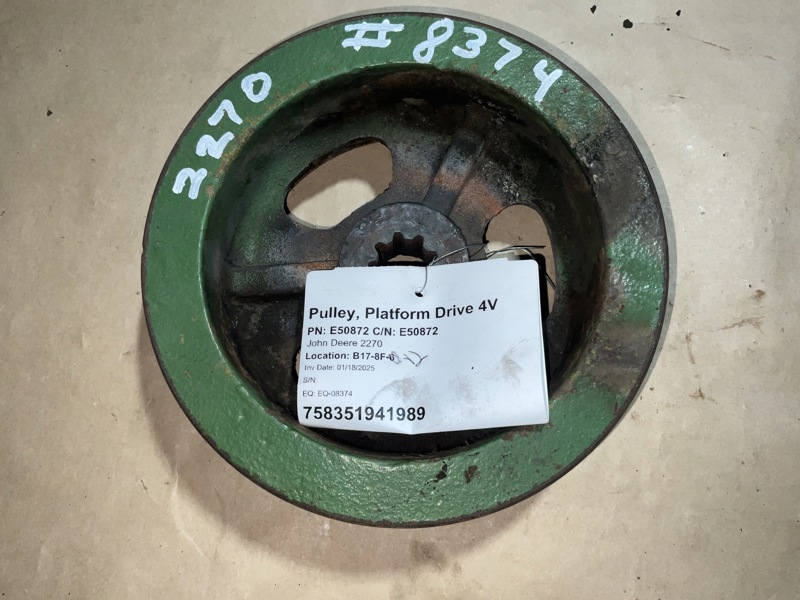 # 8374
2270
Pulley, Platform Drive 4V
PN: E50872 C/N: E50872
John Deere 2270
Location: B17-8F-
Inv Date: 01/18/2025
S/N:
EQ: EQ-08374
758351941989